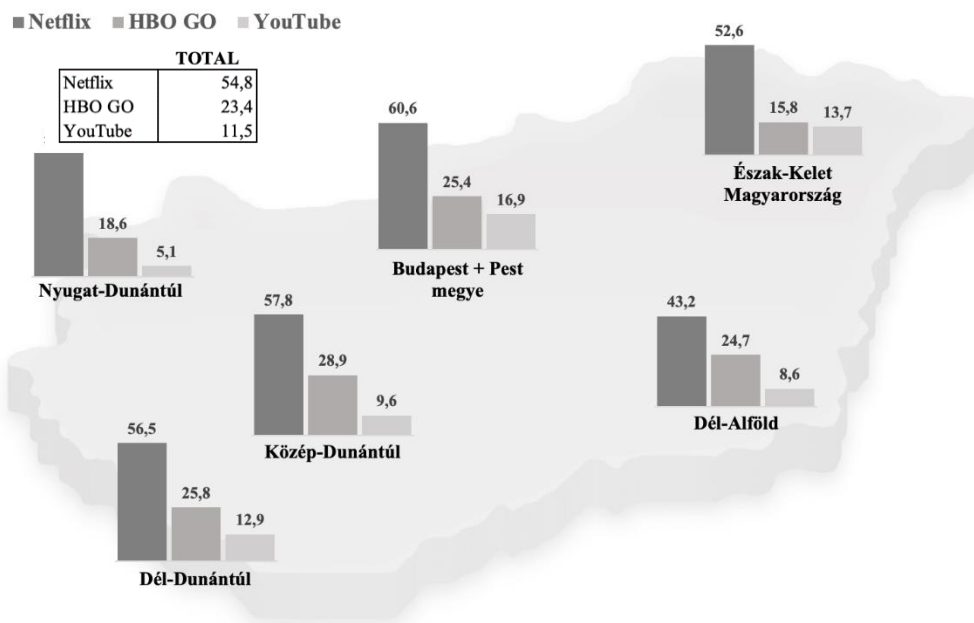 Netflix HBO GO YouTube
TOTAL
Netflix 54,8
HBO GO 23,4
YouTube 11,5
52,6
15,8
13,7
Észak-Kelet
Magyarország
60,6
25,4
16,9
Budapest + Pest
megye
18,6
5,1
Nyugat-Dunántúl
57,8
28,9
9,6
Közép-Dunántúl
43,2
24,7
8,6
Dél-Alföld
56,5
25,8
12,9
Dél-Dunántúl